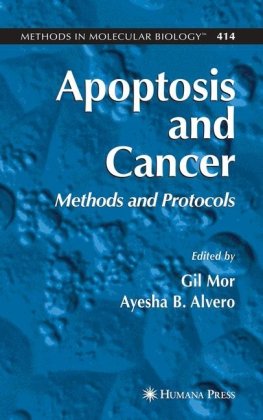 METHODS IN MOLECULAR BIOLOGY™ 414
Apoptosis
and
Cancer
Methods and Protocols
Edited by
Gil Mor
Ayesha B. Alvero
HUMANA PRESS